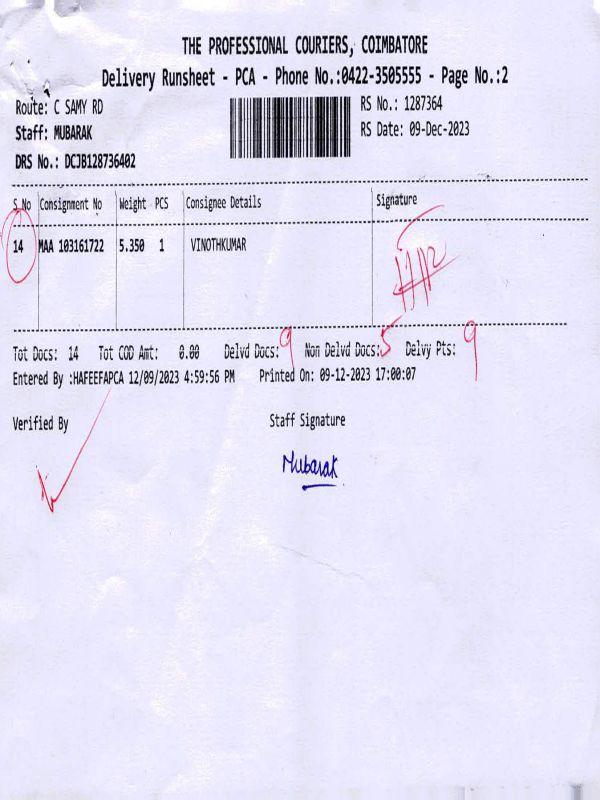 THE PROFESSIONAL COURIERS, COIMBATORE
Delivery Runsheet - PCA - Phone No.:0422-3505555 - Page No.:2
Route: C SAMY RD
RS No.: 1287364
Staff: MUBARAK
RS Date: 09-Dec-2023
DRS No.: DCJB128736402
S No Consignment No Weight PCS Consignee Details Signature
14 MAA 103161722 5.350 1 VINOTHKUMAR
Tot Docs: 14 Tot COD Amt: 0.00 Delvd Docs: 9 Non Delvd Docs: 5 Delvy Pts: 9
Entered By :HAFEEFAPCA 12/09/2023 4:59:56 PM Printed On: 09-12-2023 17:00:07
Verified By Staff Signature
Mubarak